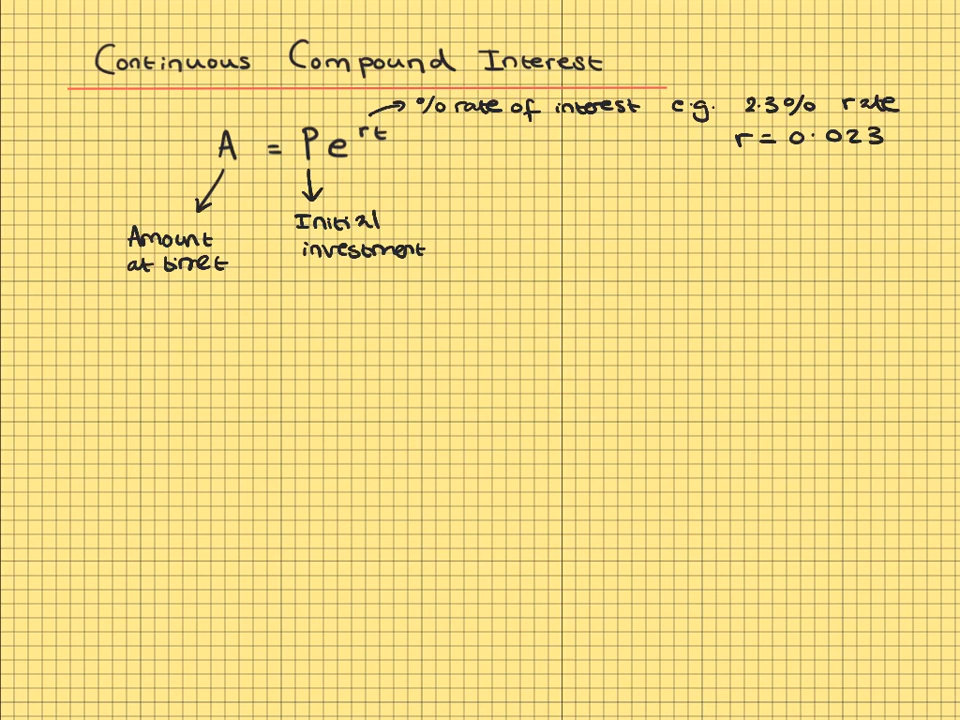 Continuous Compound Interest
% rate of interest e.g. 2.3% rate
r = 0.023
A = Pe^rt
Initial
investment
Amount
at time t